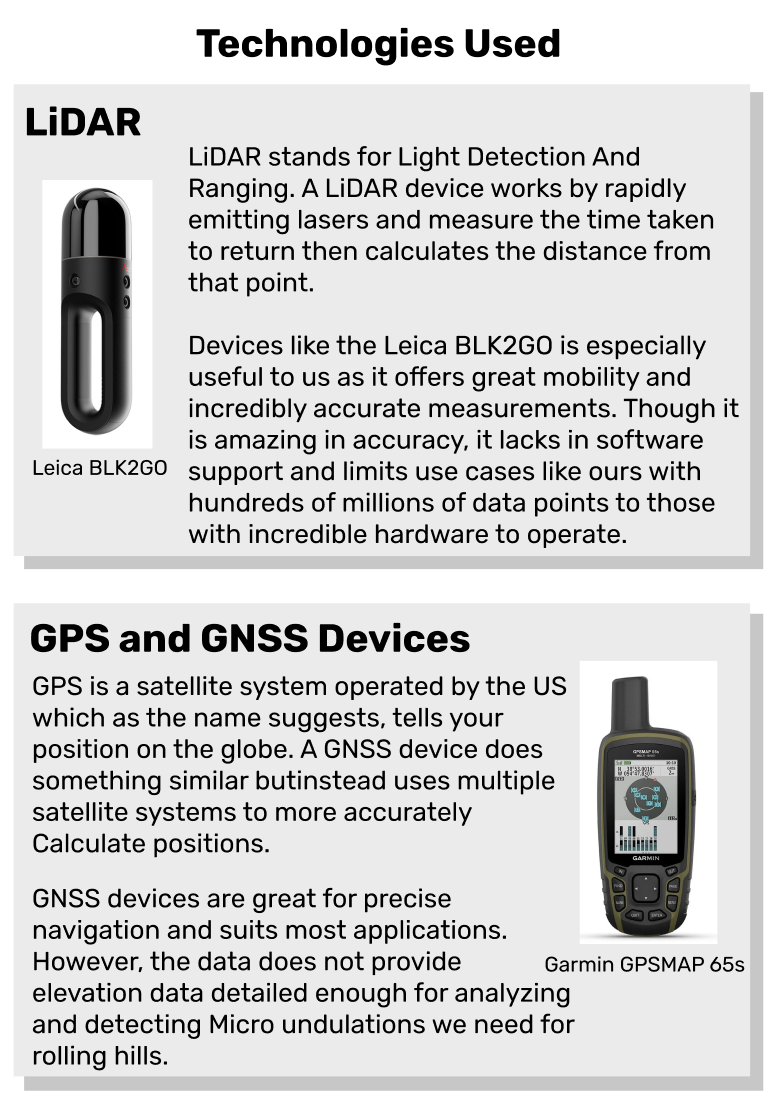 Technologies Used
LiDAR
LiDAR stands for Light Detection And
Ranging. A LiDAR device works by rapidly
emitting lasers and measure the time taken
to return then calculates the distance from
that point.
Devices like the Leica BLK2GO is especially
useful to us as it offers great mobility and
incredibly accurate measurements. Though it
is amazing in accuracy, it lacks in software
support and limits use cases like ours with
hundreds of millions of data points to those
with incredible hardware to operate.
Leica BLK2GO
GPS and GNSS Devices
GPS is a satellite system operated by the US
which as the name suggests, tells your
position on the globe. A GNSS device does
something similar butinstead uses multiple
satellite systems to more accurately
Calculate positions.
GNSS devices are great for precise
navigation and suits most applications.
However, the data does not provide
elevation data detailed enough for analyzing
and detecting Micro undulations we need for
rolling hills.
GPSMAP 65s
GARMIN
Garmin GPSMAP 65s